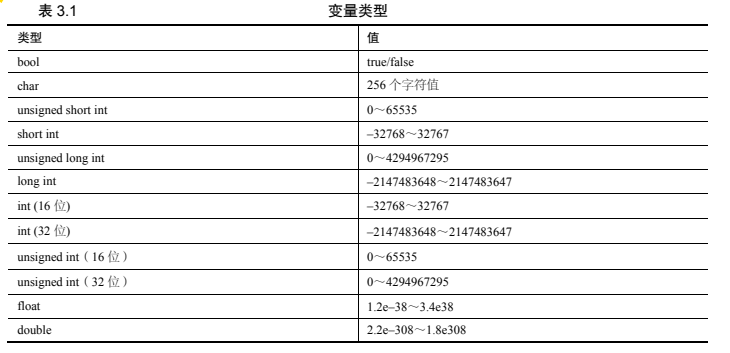 表 3.1 变量类型
类型 值
bool true/false
char 256 个字符值
unsigned short int 0～65535
short int –32768～32767
unsigned long int 0～4294967295
long int –2147483648～2147483647
int (16 位) –32768～32767
int (32 位) –2147483648～2147483647
unsigned int（16 位） 0～65535
unsigned int（32 位） 0～4294967295
float 1.2e–38～3.4e38
double 2.2e–308～1.8e308